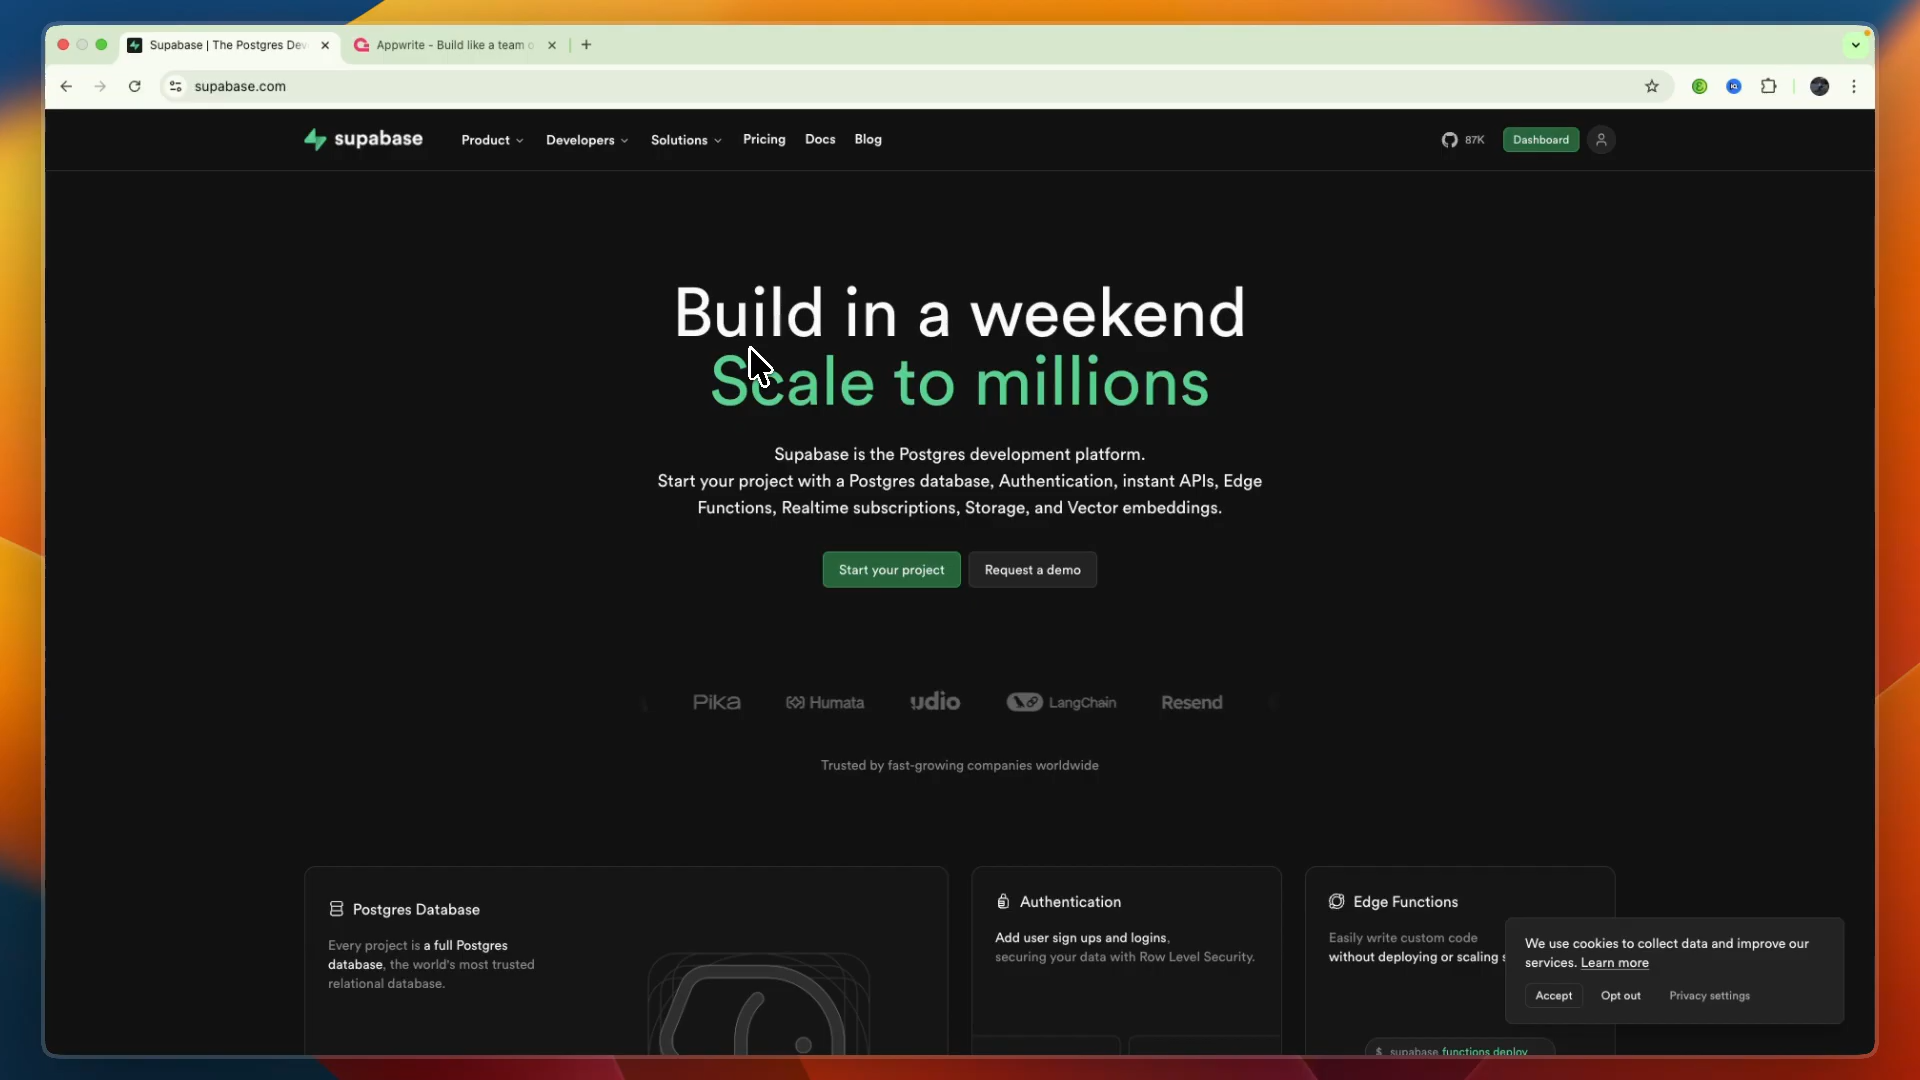 Supabase | The Postgres Dev
Appwrite - Build like a team o
supabase.com
supabase
Product
Developers
Solutions
Pricing
Docs
Blog
87K
Dashboard
Build in a weekend
Scale to millions
Supabase is the Postgres development platform.
Start your project with a Postgres database, Authentication, instant APIs, Edge
Functions, Realtime subscriptions, Storage, and Vector embeddings.
Start your project
Request a demo
Pika
Humata
udio
LangChain
Resend
Trusted by fast-growing companies worldwide
Postgres Database
Every project is a full Postgres
database, the world's most trusted
relational database.
Authentication
Add user sign ups and logins,
securing your data with Row Level Security.
Edge Functions
Easily write custom code
without deploying or scaling s
$ supabase functions deploy
We use cookies to collect data and improve our
services. Learn more
Accept
Opt out
Privacy settings